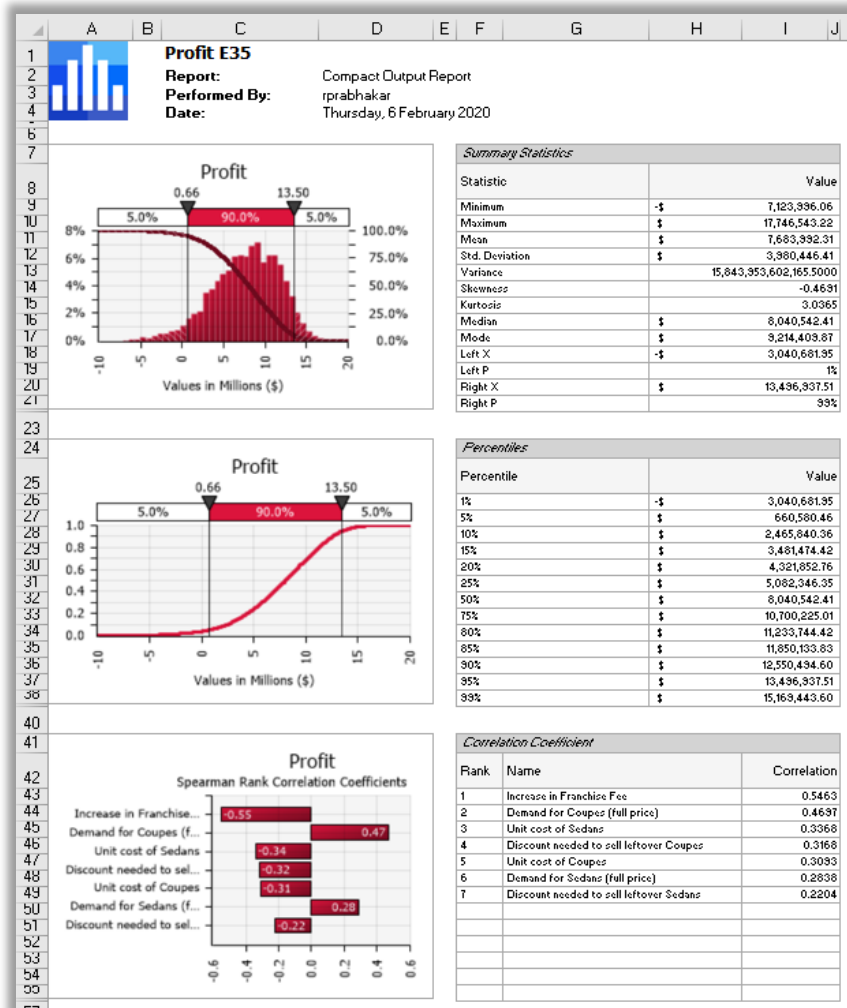 A B C D E F G H I J
1 Profit E35
2 Report: Compact Output Report
3 Performed By: rprabhakar
4 Date: Thursday, 6 February 2020
6
7 Summary Statistics
Profit
8 Statistic Value
0.66 13.50
5.0% 90.0% 5.0%
8% 6% 4% 2% 0%
100.0% 75.0% 50.0% 25.0% 0.0%
-10 -5 0 5 10 15 20
Values in Millions ($)
9 Minimum -$ 7,123,996.06
10 Maximum $ 17,746,543.22
11 Mean $ 7,683,992.31
12 Std. Deviation $ 3,980,446.41
13 Variance 15,843,953,602,165.5000
14 Skewness -0.4691
15 Kurtosis 3.0365
16 Median $ 8,040,542.41
17 Mode $ 9,214,409.87
18 Left X -$ 3,040,681.95
19 Left P 1%
20 Right X $ 13,496,937.51
21 Right P 99%
23
24 Percentiles
Profit
25 Percentile Value
0.66 13.50
5.0% 90.0% 5.0%
1.0 0.8 0.6 0.4 0.2 0.0
-10 -5 0 5 10 15 20
Values in Millions ($)
26 1% -$ 3,040,681.95
27 5% $ 660,580.46
28 10% $ 2,465,840.36
29 15% $ 3,481,474.42
30 20% $ 4,321,852.76
31 25% $ 5,082,346.35
32 50% $ 8,040,542.41
33 75% $ 10,700,225.01
34 80% $ 11,233,744.42
35 85% $ 11,850,133.83
36 90% $ 12,550,494.60
37 95% $ 13,496,937.51
38 99% $ 15,169,443.60
40
41 Correlation Coefficient
Profit
Spearman Rank Correlation Coefficients
42 Rank Name Correlation
Increase in Franchise... -0.55
Demand for Coupes (f... 0.47
Unit cost of Sedans -0.34
Discount needed to sel... -0.32
Unit cost of Coupes -0.31
Demand for Sedans (f... 0.28
Discount needed to sel... -0.22
-0.6 -0.4 -0.2 0.0 0.2 0.4 0.6
43 1 Increase in Franchise Fee 0.5463
44 2 Demand for Coupes (full price) 0.4697
45 3 Unit cost of Sedans 0.3368
46 4 Discount needed to sell leftover Coupes 0.3168
47 5 Unit cost of Coupes 0.3093
48 6 Demand for Sedans (full price) 0.2838
49 7 Discount needed to sell leftover Sedans 0.2204
50
51
52
53
54
55